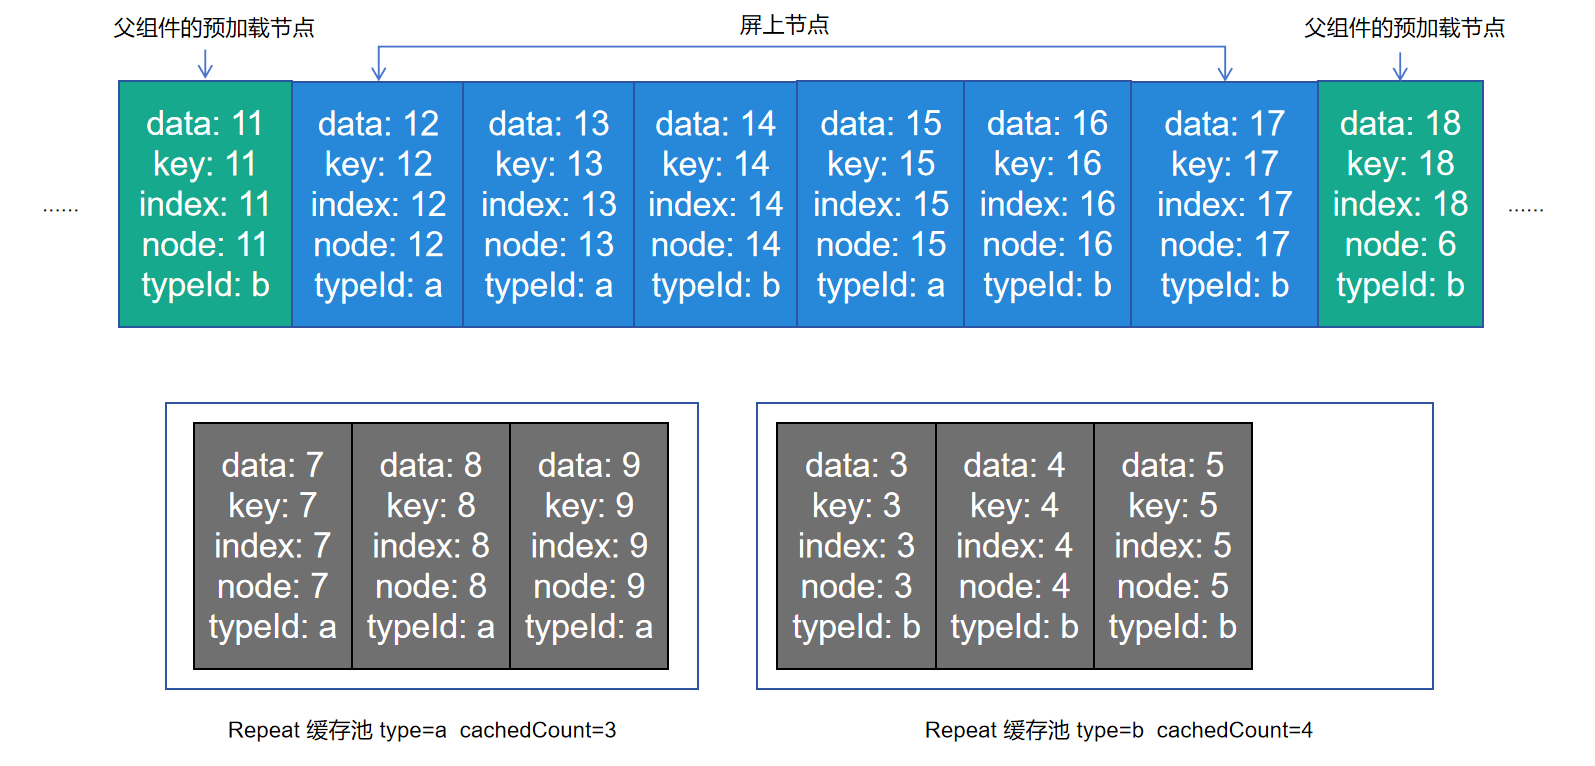 父组件的预加载节点
屏上节点
父组件的预加载节点
......
data: 11
key: 11
index: 11
node: 11
typeId: b
data: 12
key: 12
index: 12
node: 12
typeId: a
data: 13
key: 13
index: 13
node: 13
typeId: a
data: 14
key: 14
index: 14
node: 14
typeId: b
data: 15
key: 15
index: 15
node: 15
typeId: a
data: 16
key: 16
index: 16
node: 16
typeId: b
data: 17
key: 17
index: 17
node: 17
typeId: b
data: 18
key: 18
index: 18
node: 6
typeId: b
......
data: 7
key: 7
index: 7
node: 7
typeId: a
data: 8
key: 8
index: 8
node: 8
typeId: a
data: 9
key: 9
index: 9
node: 9
typeId: a
Repeat 缓存池 type=a  cachedCount=3
data: 3
key: 3
index: 3
node: 3
typeId: b
data: 4
key: 4
index: 4
node: 4
typeId: b
data: 5
key: 5
index: 5
node: 5
typeId: b
Repeat 缓存池 type=b  cachedCount=4